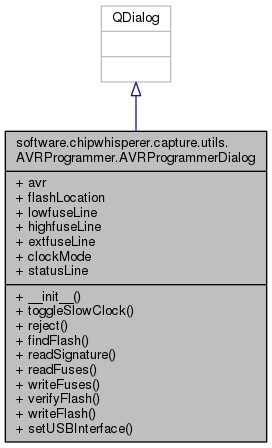 QDialog
software.chipwhisperer.capture.utils.
AVRProgrammer.AVRProgrammerDialog
+ avr
+ flashLocation
+ lowfuseLine
+ highfuseLine
+ extfuseLine
+ clockMode
+ statusLine
+ __init__()
+ toggleSlowClock()
+ reject()
+ findFlash()
+ readSignature()
+ readFuses()
+ writeFuses()
+ verifyFlash()
+ writeFlash()
+ setUSBInterface()